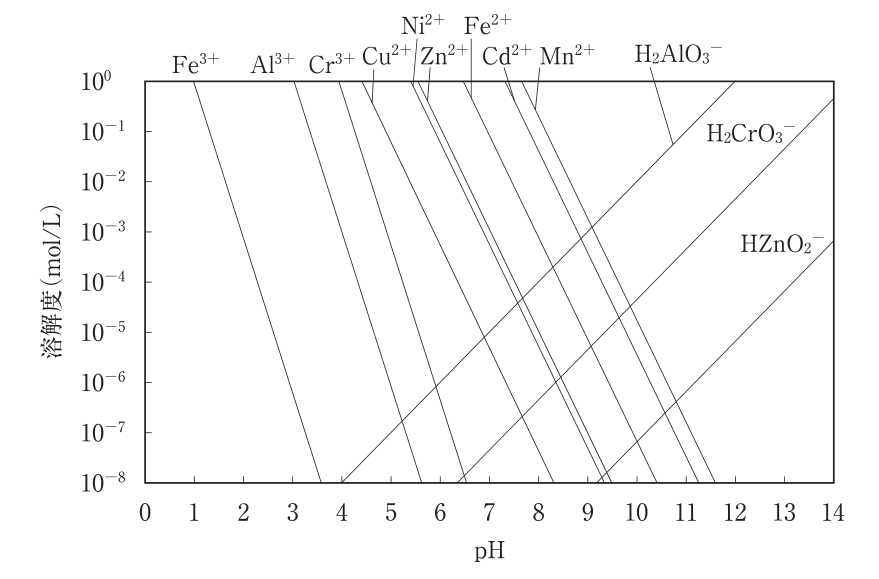 Ni²⁺ Fe²⁺
Fe³⁺ Al³⁺ Cr³⁺ Cu²⁺ Zn²⁺ Cd²⁺ Mn²⁺ H₂AlO₃⁻
10⁰
10⁻¹
H₂CrO₃⁻
10⁻²
10⁻³
HZnO₂⁻
10⁻⁴
10⁻⁵
10⁻⁶
10⁻⁷
10⁻⁸
溶解度(mol/L)
0 1 2 3 4 5 6 7 8 9 10 11 12 13 14
pH